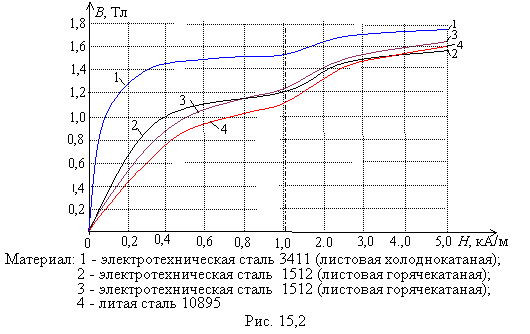 B, Тл
1,8
1,6
1,4
1,2
1,0
0,8
0,6
0,4
0,2
1
2
3
4
1
3
4
2
0 0,2 0,4 0,6 0,8 1,0 2.0 3.0 4,0 5,0 H, кА/м
Материал: 1 - электротехническая сталь 3411 (листовая холоднокатаная);
2 - электротехническая сталь 1512 (листовая горячекатаная);
3 - электротехническая сталь 1512 (листовая горячекатаная);
4 - литая сталь 10895
Рис. 15,2